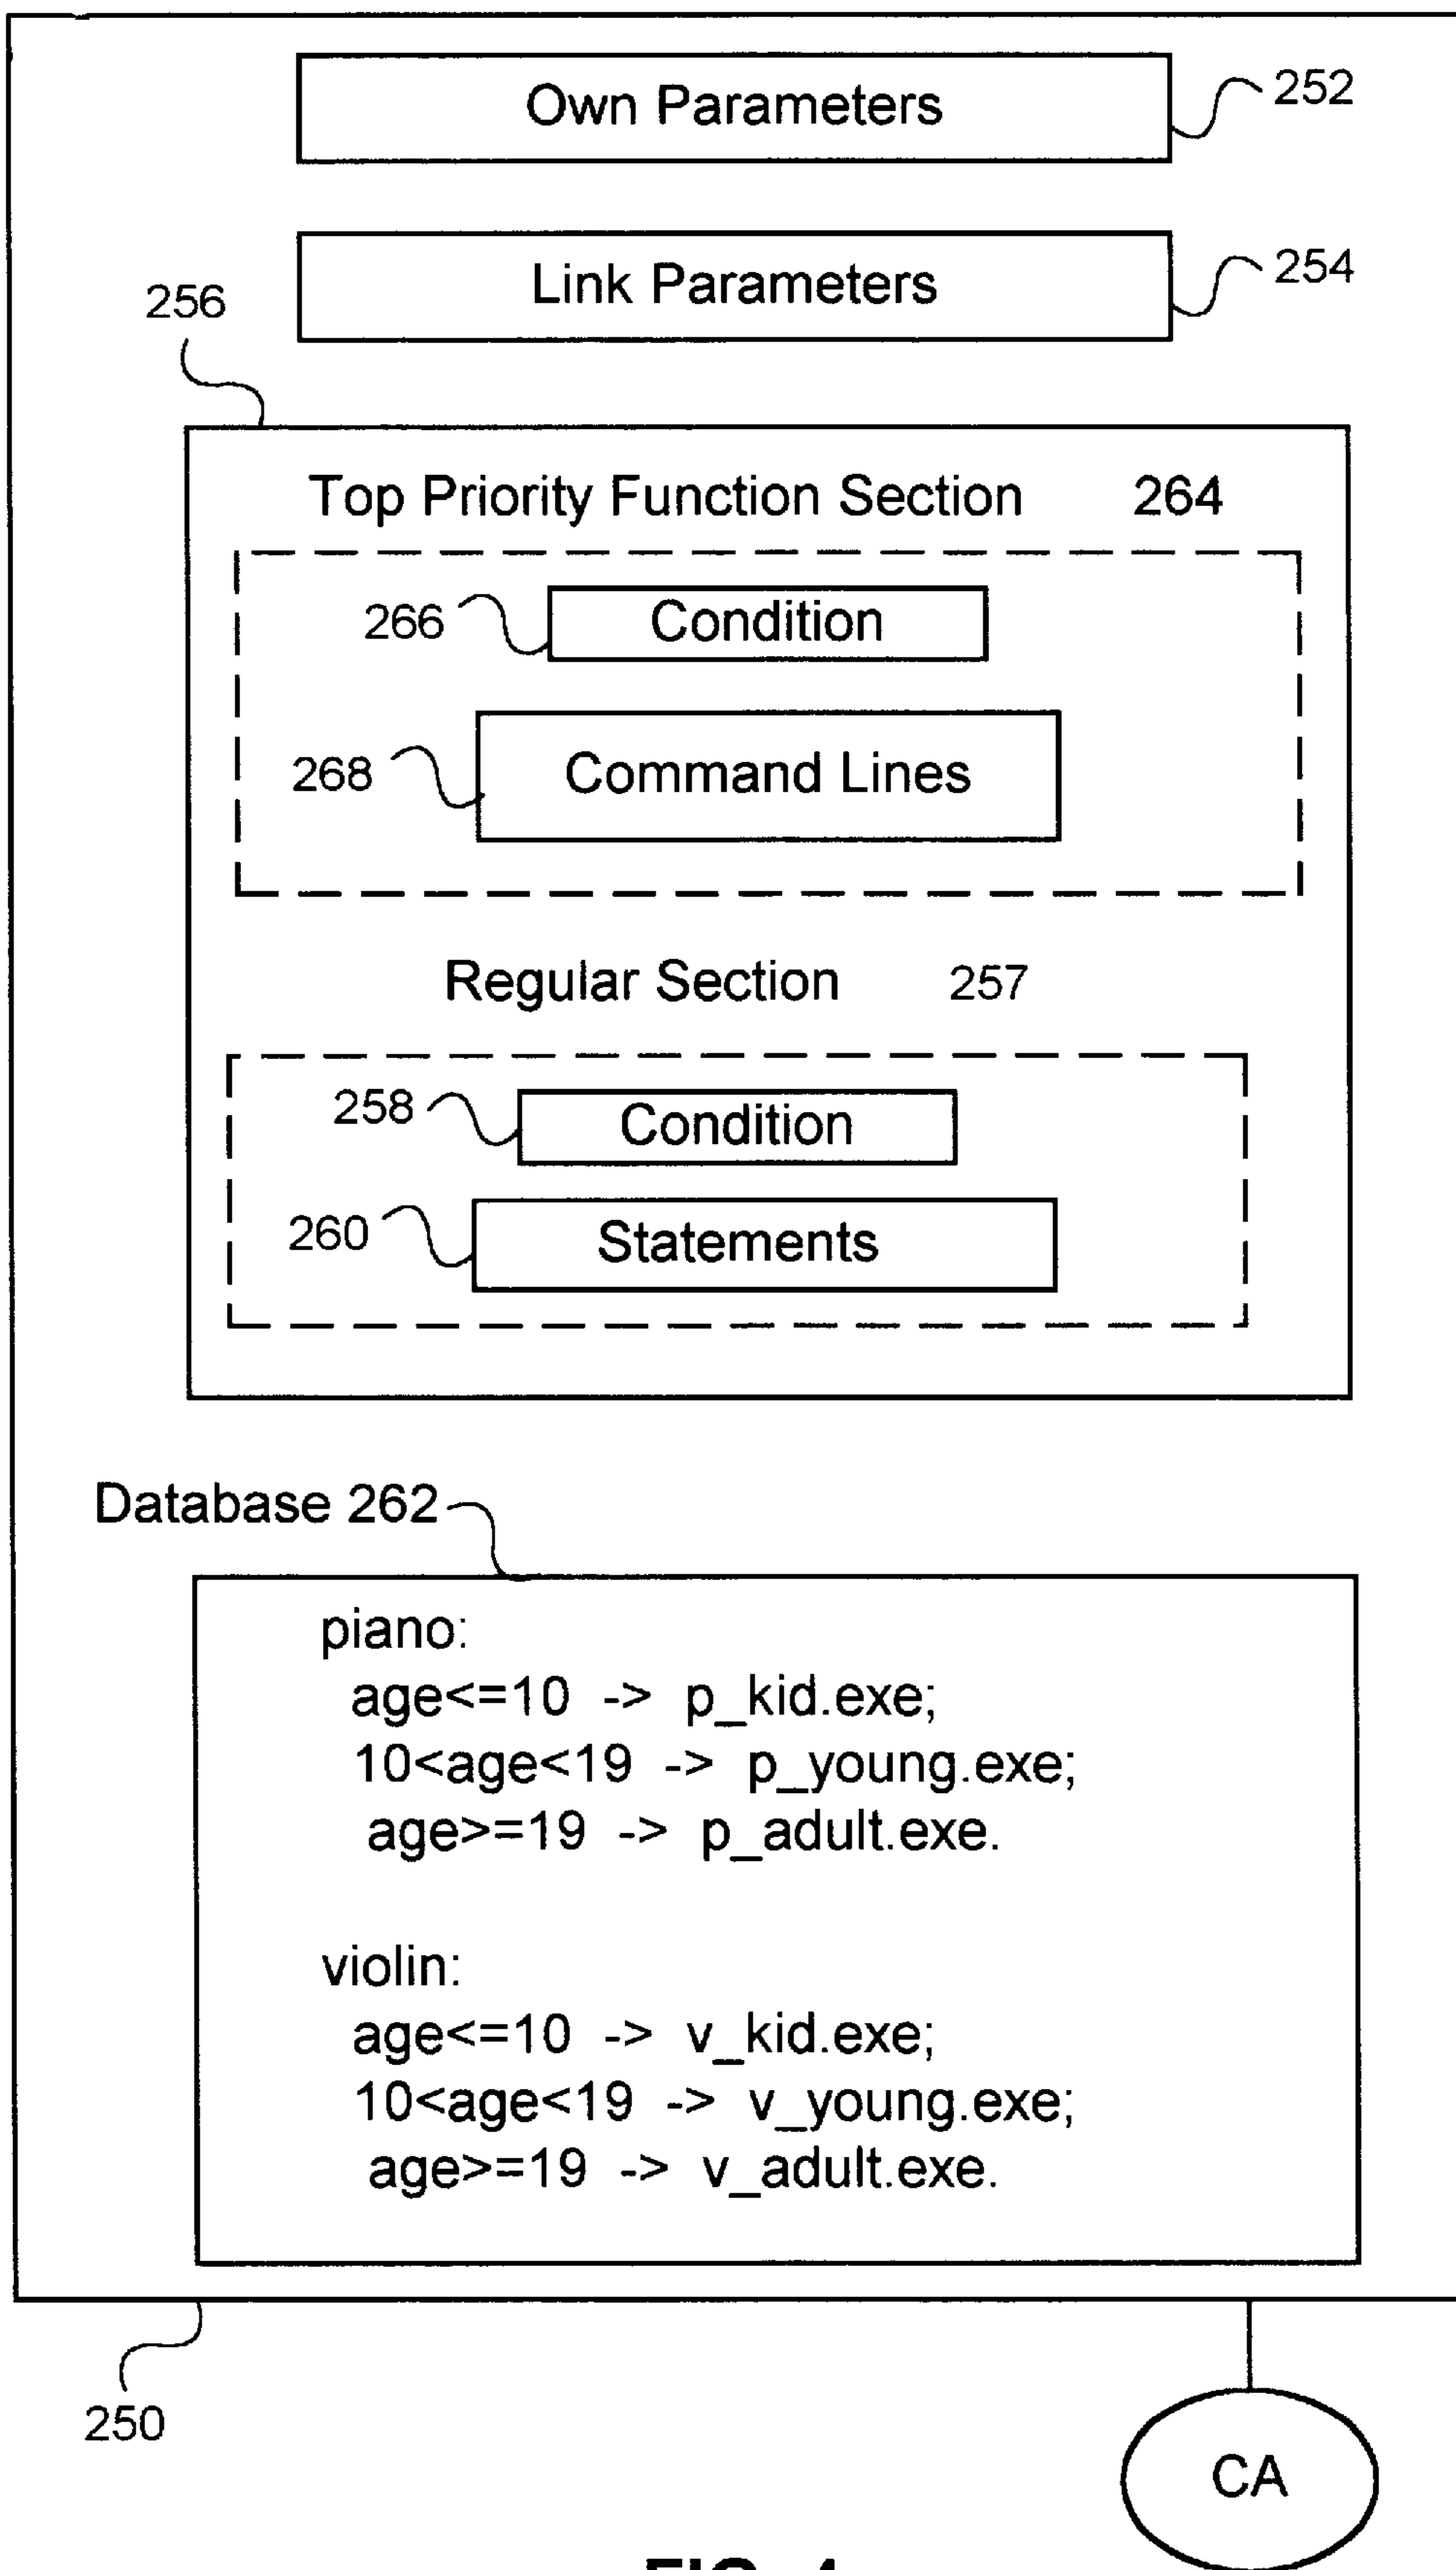 Own Parameters 252
Link Parameters 254
256
Top Priority Function Section 264
266 Condition
268 Command Lines
Regular Section 257
258 Condition
260 Statements
Database 262
piano:
age<=10 -> p_kid.exe;
10<age<19 -> p_young.exe;
age>=19 -> p_adult.exe.
violin:
age<=10 -> v_kid.exe;
10<age<19 -> v_young.exe;
age>=19 -> v_adult.exe.
250
CA